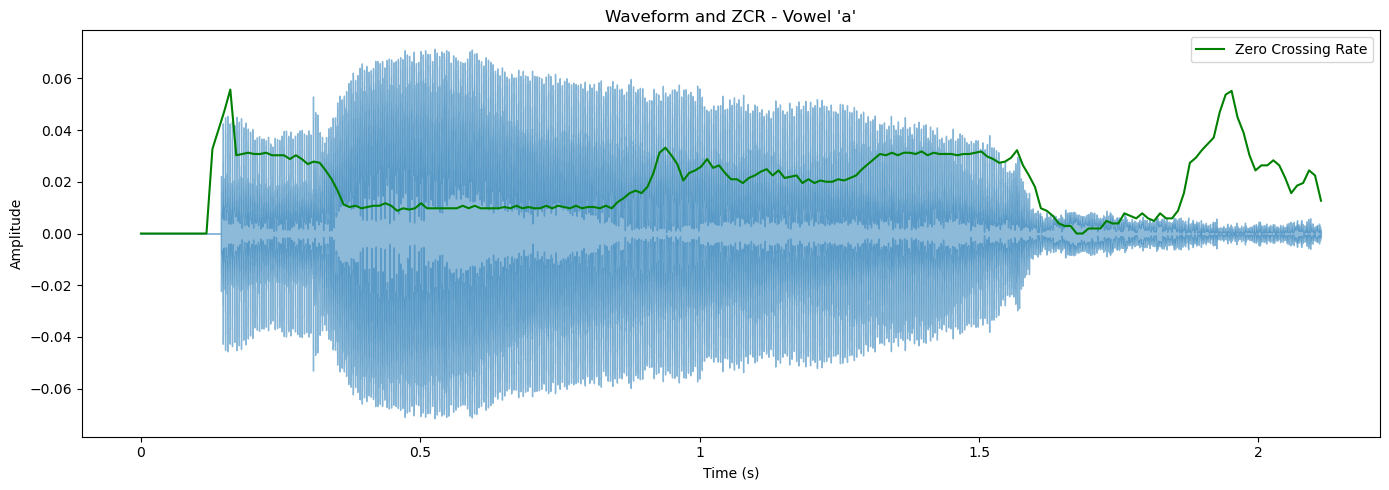 Waveform and ZCR - Vowel 'a'
Zero Crossing Rate
Amplitude
0.06
0.04
0.02
0.00
−0.02
−0.04
−0.06
0 0.5 1 1.5 2
Time (s)